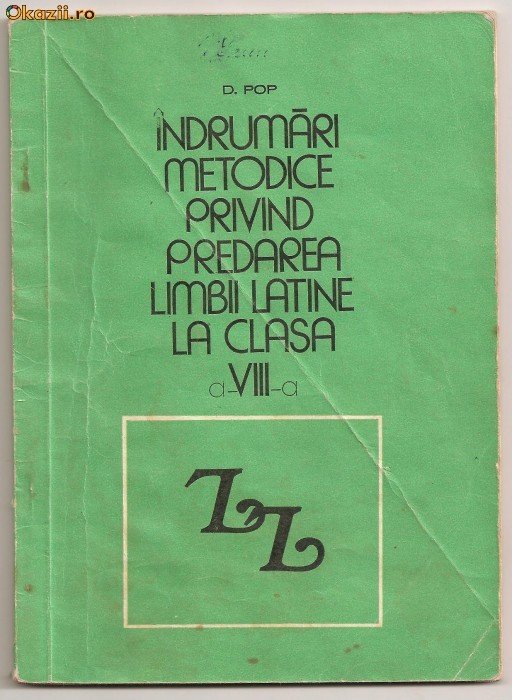 Okazii.ro
D. POP
ÎNDRUMĂRI
METODICE
PRIVIND
PREDAREA
LIMBII LATINE
LA CLASA
a-VIII-a
LL